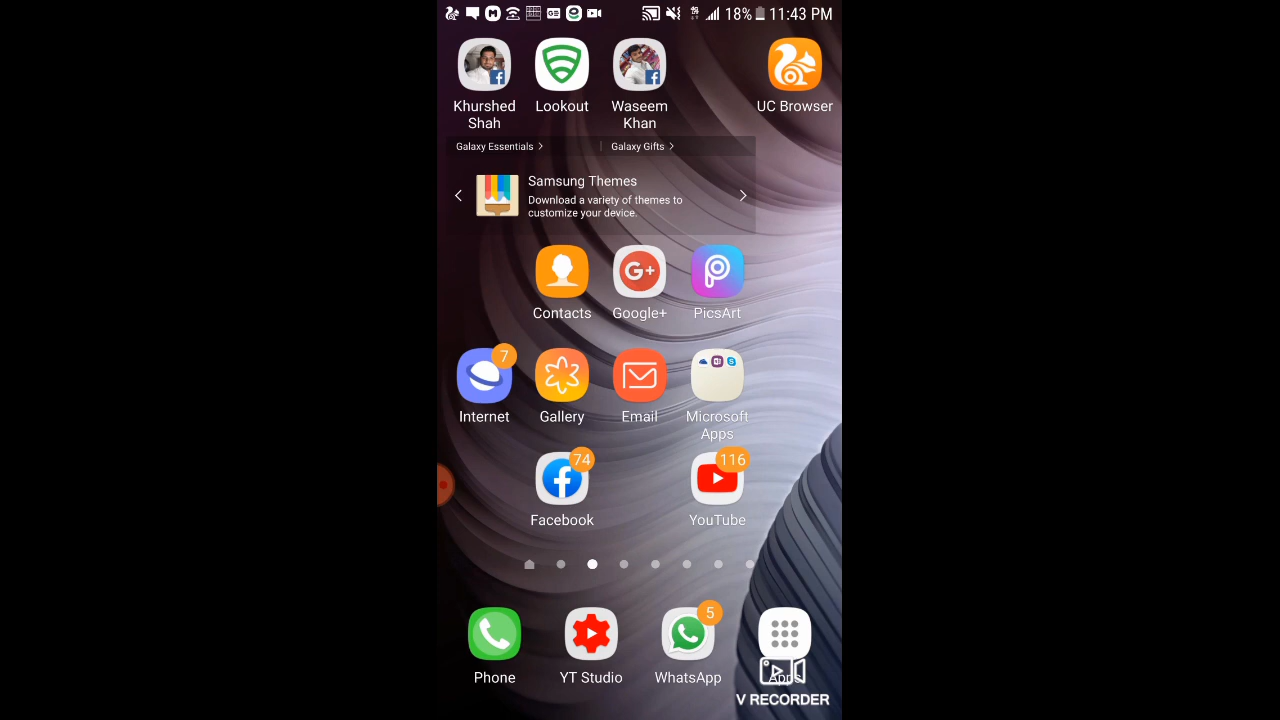 18% 11:43 PM
Khurshed
Shah
Lookout
Waseem
Khan
UC Browser
Galaxy Essentials
Galaxy Gifts
Samsung Themes
Download a variety of themes to
customize your device.
Contacts
Google+
PicsArt
7
Internet
Gallery
Email
Microsoft
Apps
74
Facebook
116
YouTube
Phone
YT Studio
5
WhatsApp
Apps
V RECORDER